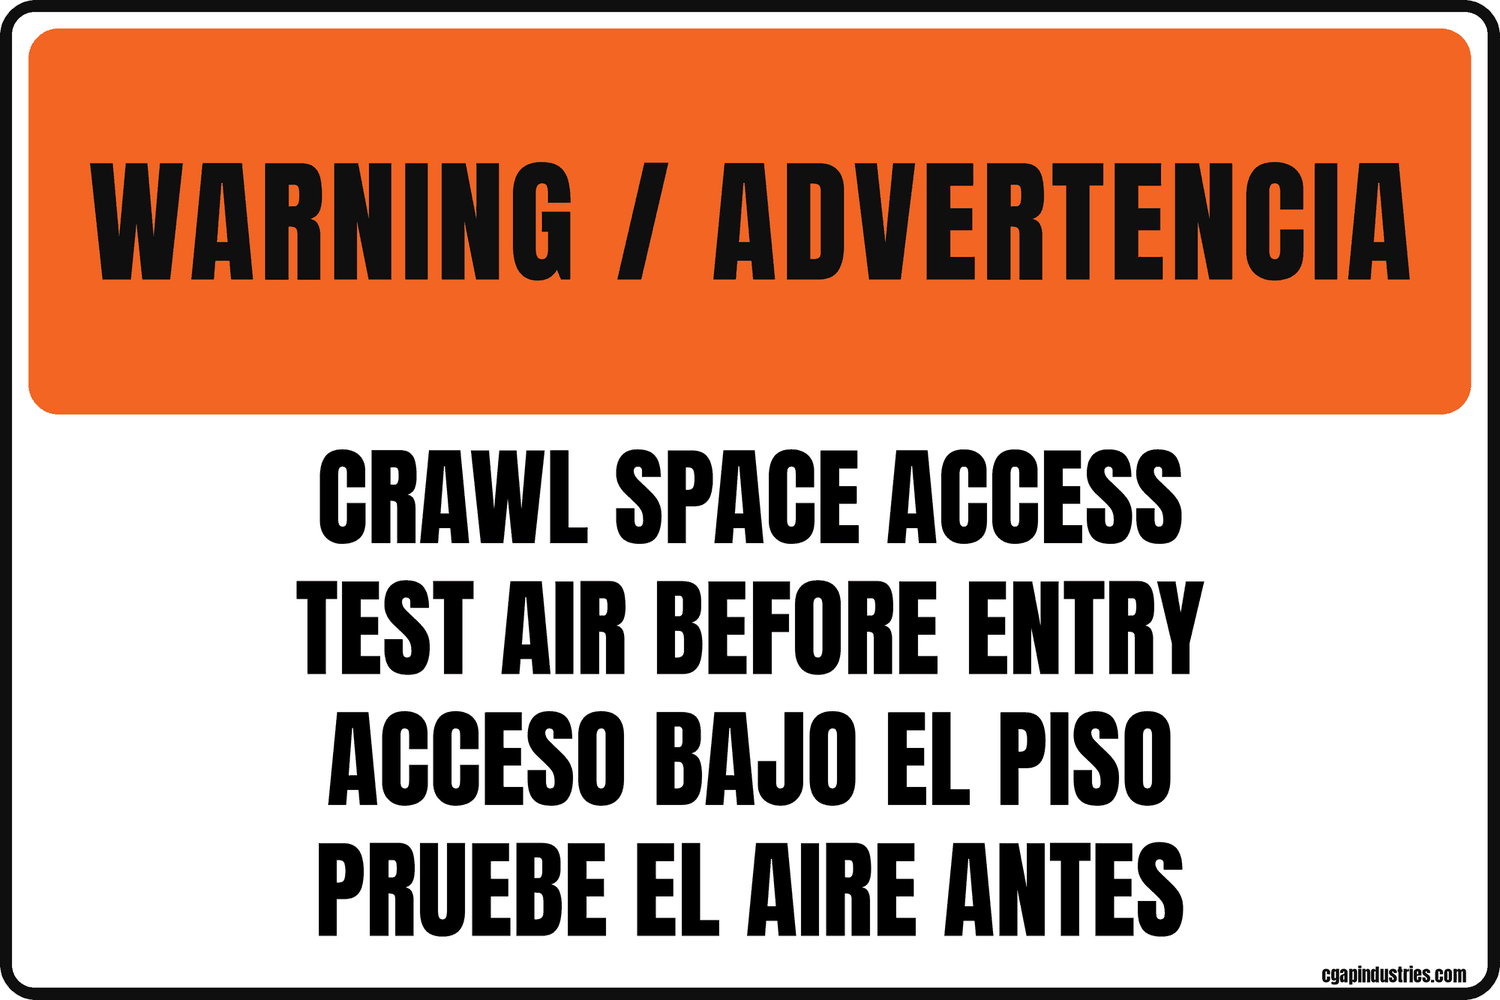 WARNING / ADVERTENCIA
CRAWL SPACE ACCESS
TEST AIR BEFORE ENTRY
ACCESO BAJO EL PISO
PRUEBE EL AIRE ANTES
cgapindustries.com